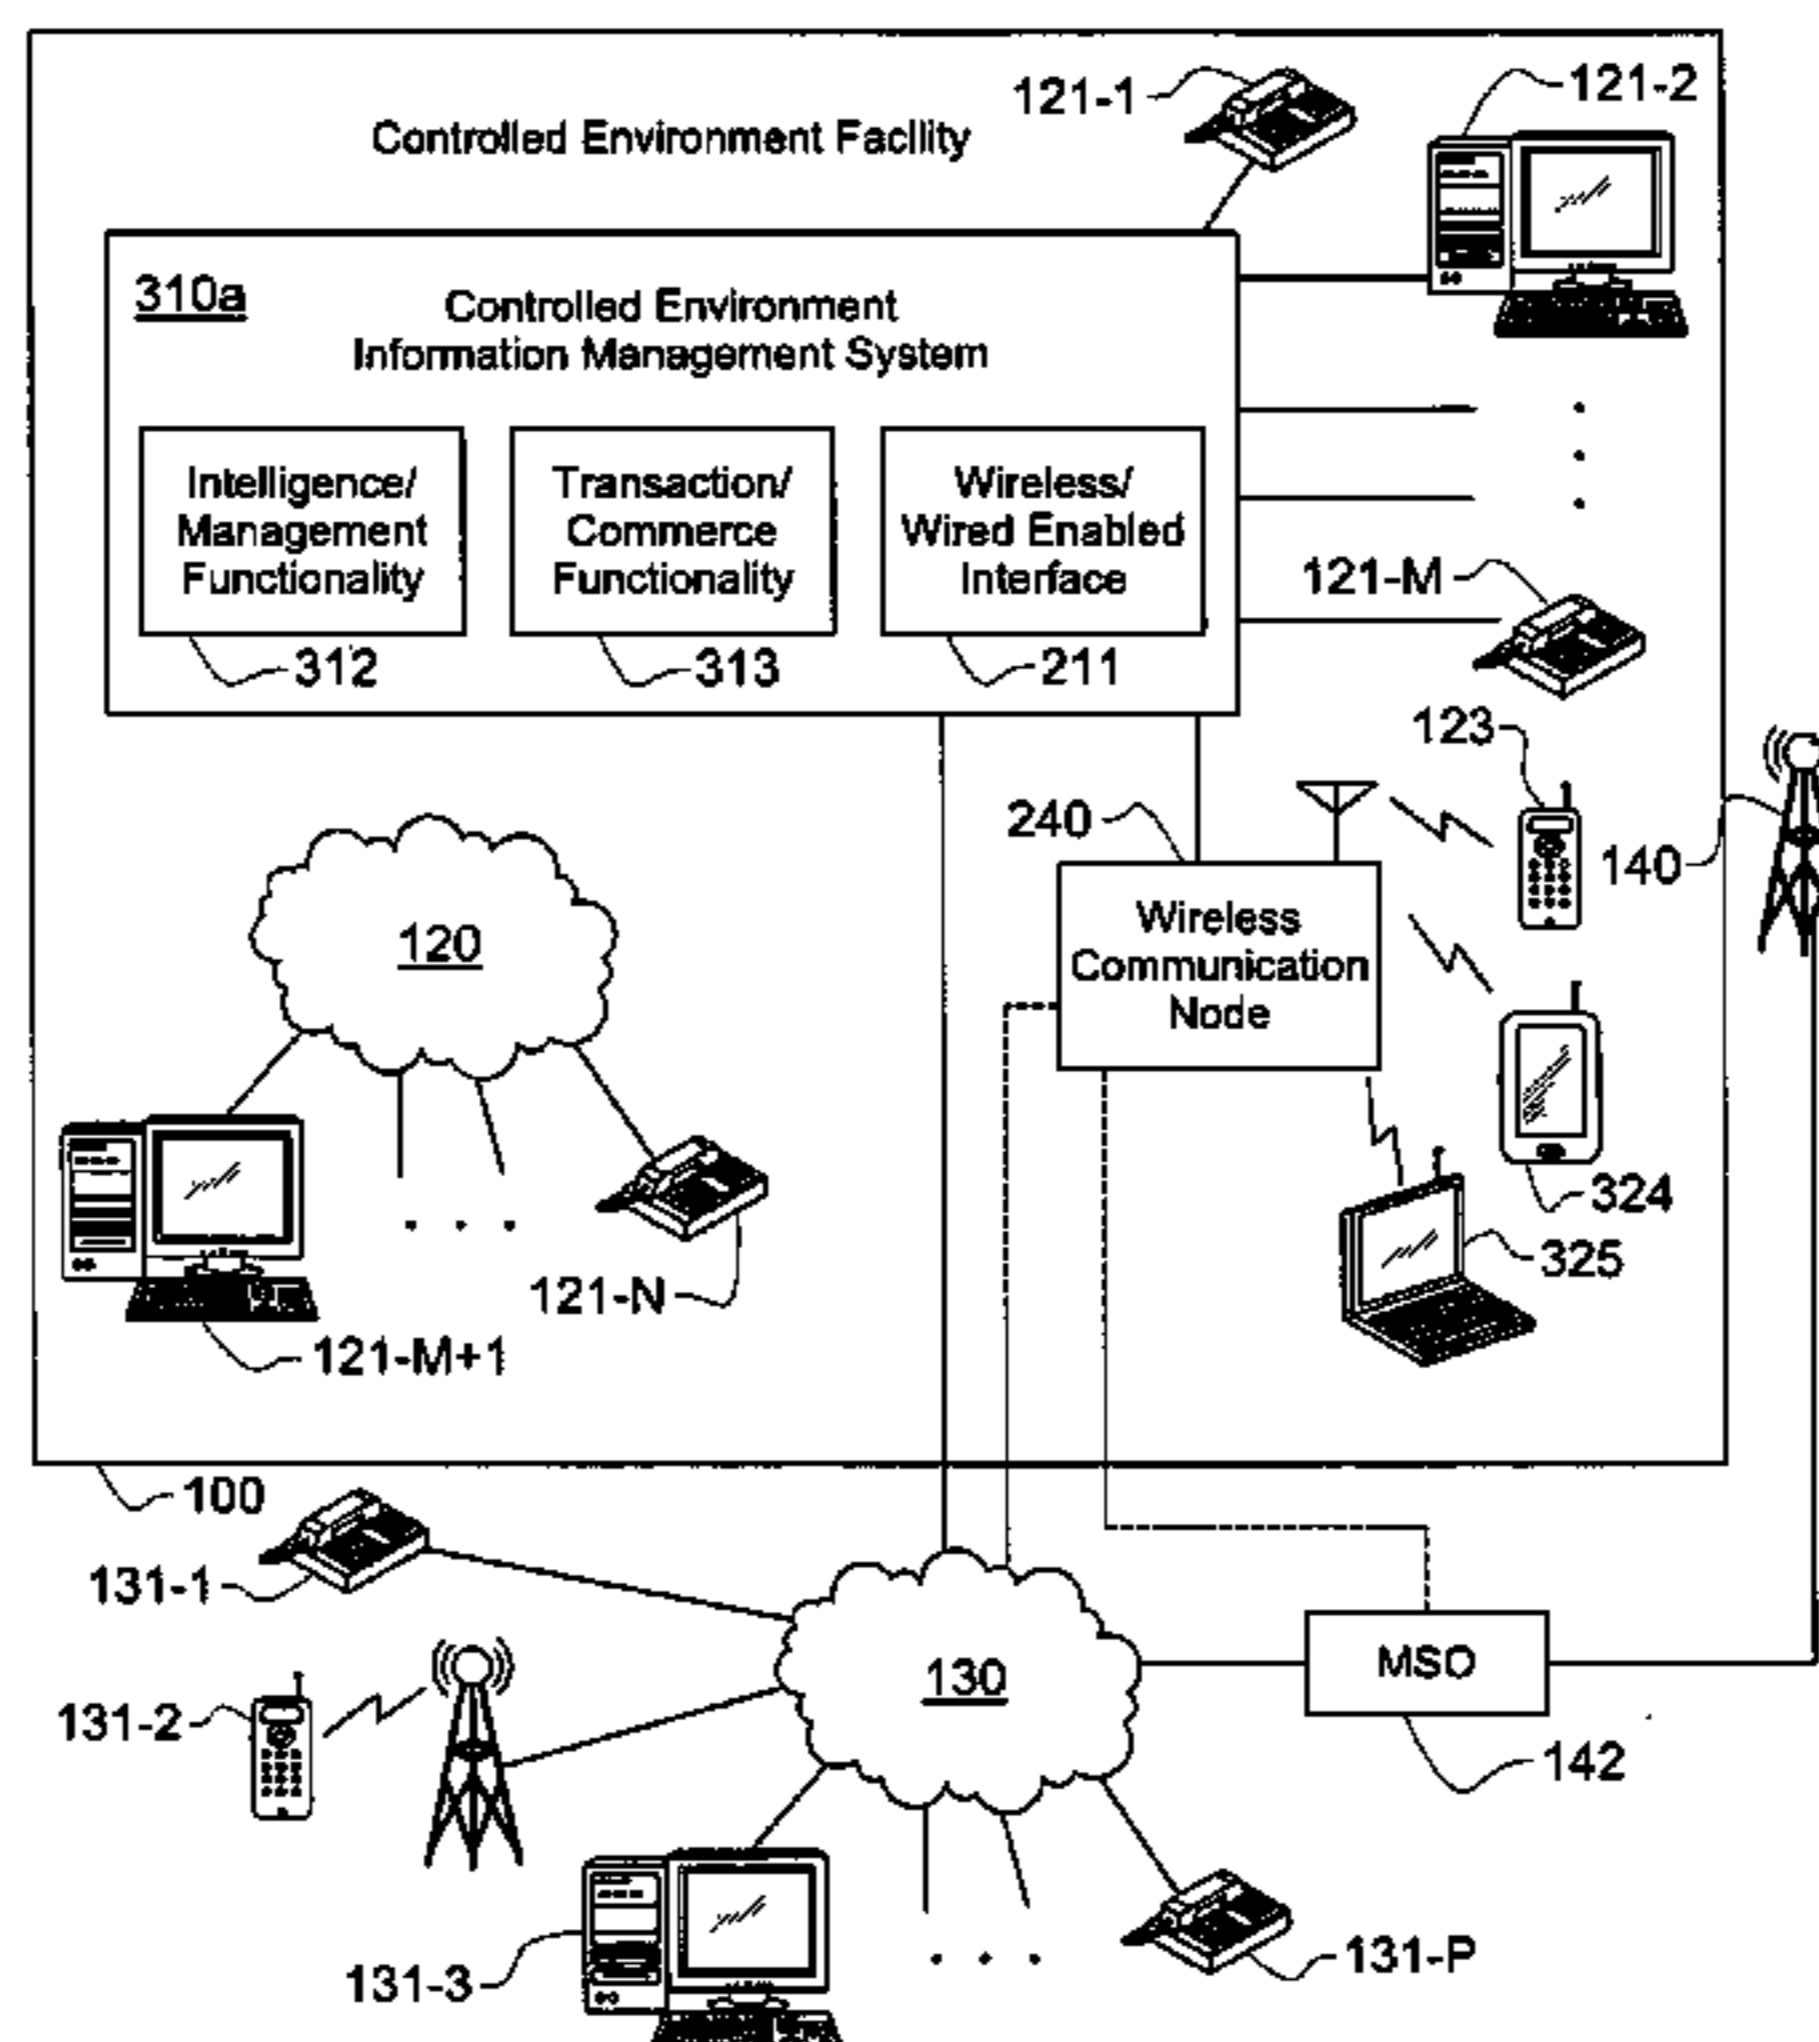 121-1
121-2
Controlled Environment Facility
310a
Controlled Environment
Information Management System
Intelligence/
Management
Functionality
Transaction/
Commerce
Functionality
Wireless/
Wired Enabled
Interface
312
313
211
121-M
123
240
140
Wireless
Communication
Node
120
324
325
121-N
121-M+1
100
131-1
130
MSO
131-2
142
131-3
131-P